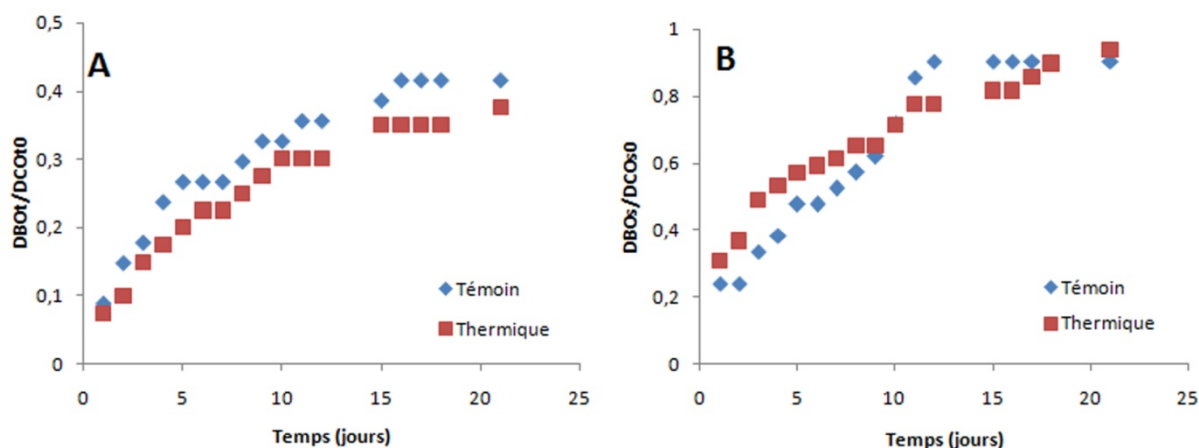 A
DBOt/DCOt0
0,5
0,4
0,3
0,2
0,1
0
0
5
10
15
20
25
Témoin
Thermique
Temps (jours)
B
DBOs/DCOs0
1
0,8
0,6
0,4
0,2
0
0
5
10
15
20
25
Témoin
Thermique
Temps (jours)